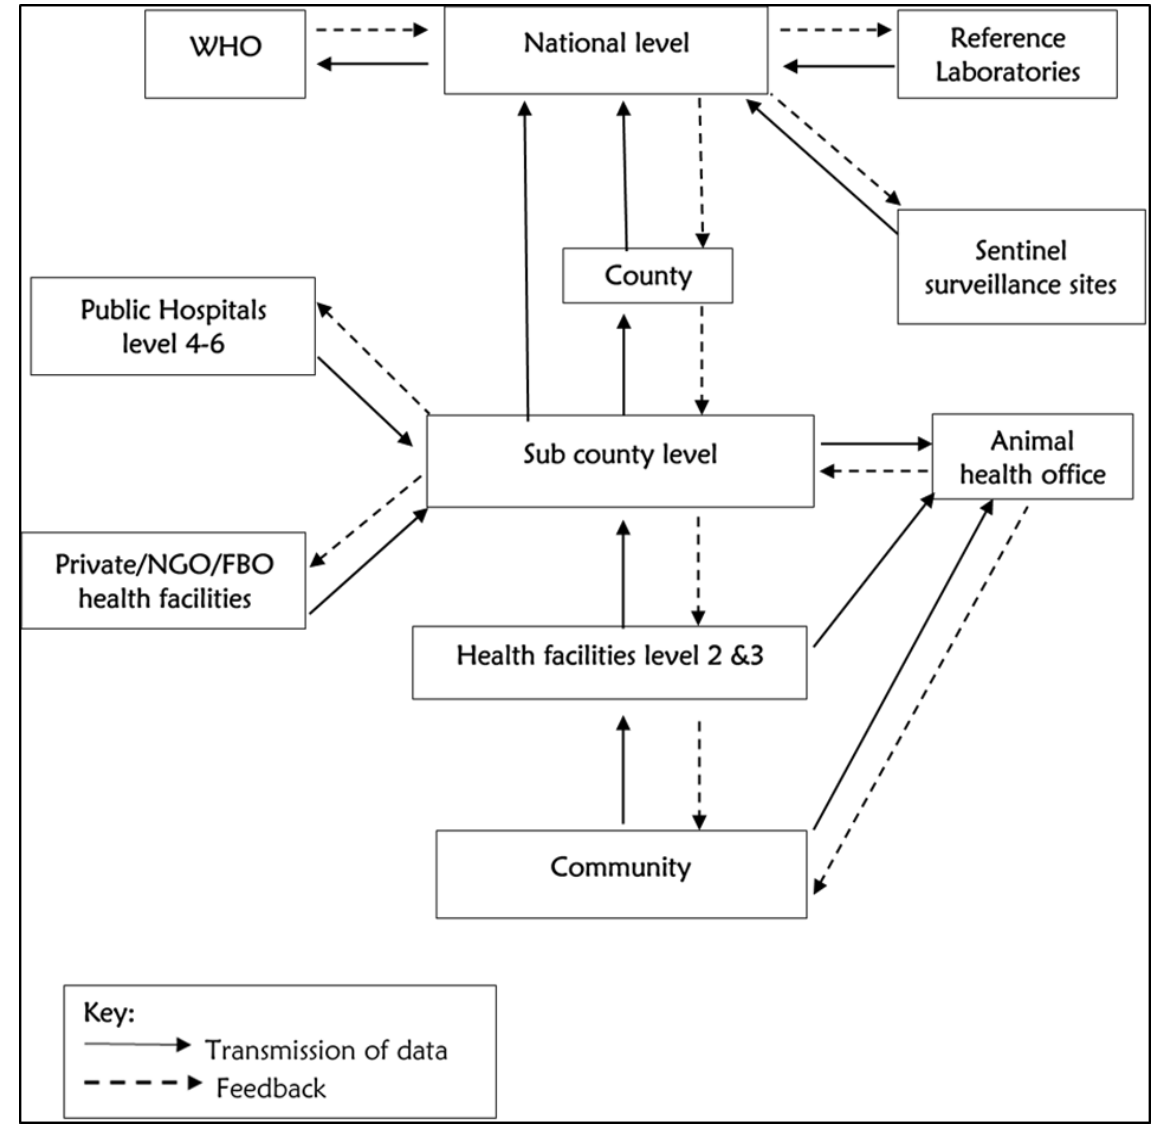 WHO
National level
Reference
Laboratories
Sentinel
surveillance sites
County
Public Hospitals
level 4-6
Sub county level
Animal
health office
Private/NGO/FBO
health facilities
Health facilities level 2 &3
Community
Key:
Transmission of data
Feedback